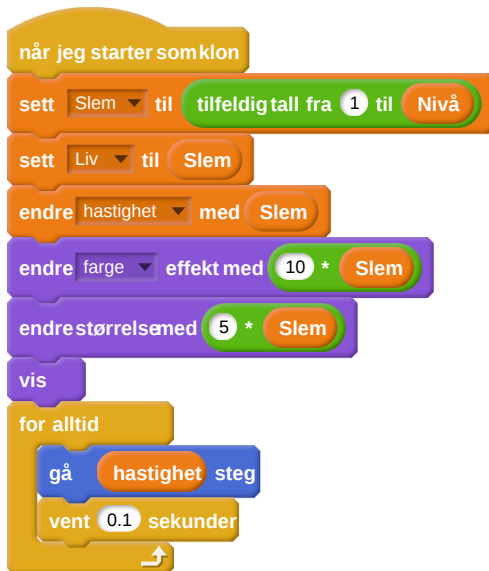 når jeg starter som klon
sett Slem til tilfeldig tall fra 1 til Nivå
sett Liv til Slem
endre hastighet med Slem
endre farge effekt med 10 * Slem
endre størrelse med 5 * Slem
vis
for alltid
gå hastighet steg
vent 0.1 sekunder